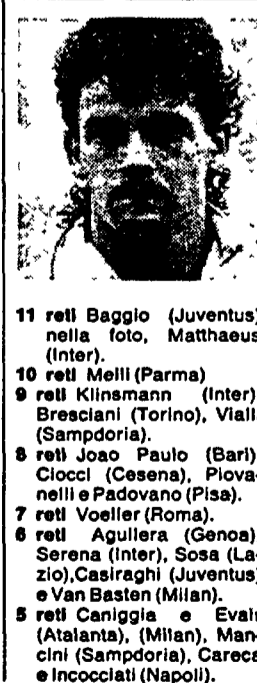 11 reti Baggio (Juventus)
nella foto, Matthaeus
(Inter).
10 reti Melli (Parma)
9 reti Klinsmann (Inter)
Bresciani (Torino), Vialli
(Sampdoria).
8 reti Joao Paulo (Bari)
Ciocci (Cesena), Piova-
nelli e Padovano (Pisa).
7 reti Voeller (Roma).
6 reti Aguilera (Genoa)
Serena (Inter), Sosa (La-
zio),Casiraghi (Juventus)
e Van Basten (Milan).
5 reti Caniggia e Evair
(Atalanta), (Milan), Man-
cini (Sampdoria), Careca
e Incocciati (Napoli).